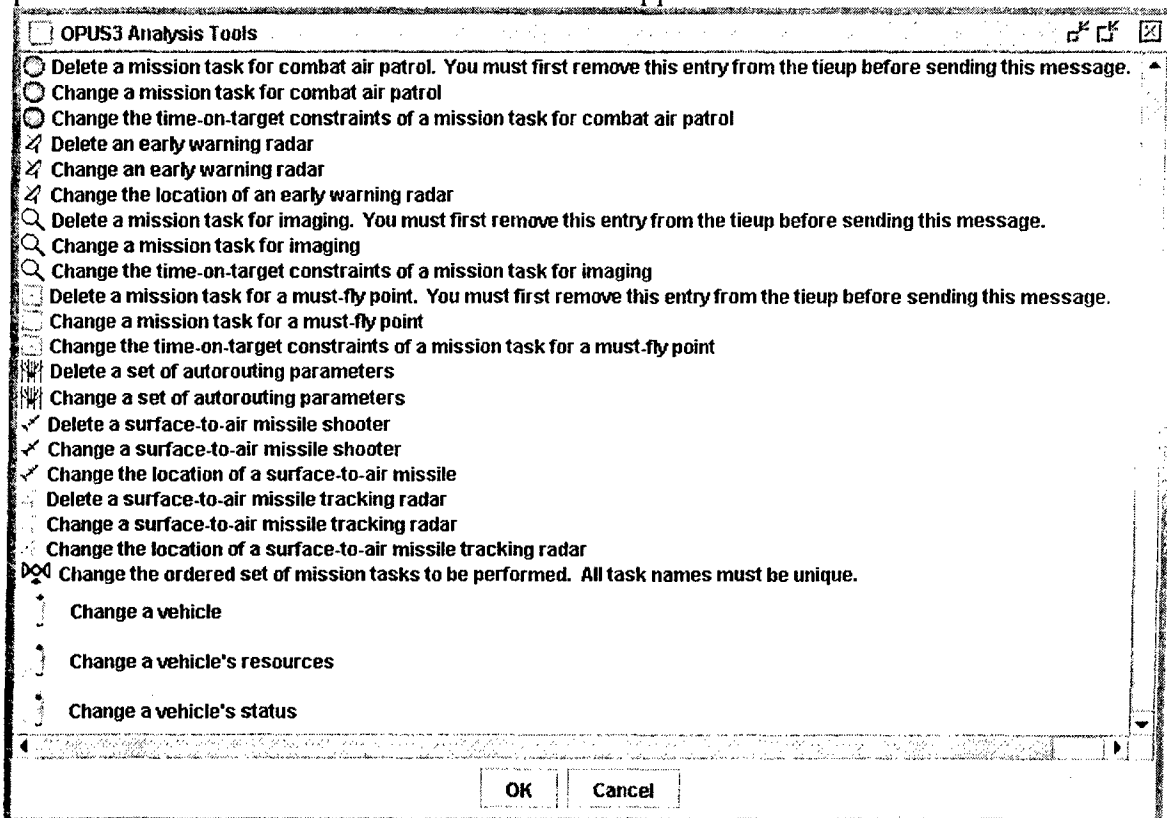 OPUS3 Analysis Tools
Delete a mission task for combat air patrol. You must first remove this entry from the tieup before sending this message.
Change a mission task for combat air patrol
Change the time-on-target constraints of a mission task for combat air patrol
Delete an early warning radar
Change an early warning radar
Change the location of an early warning radar
Delete a mission task for imaging. You must first remove this entry from the tieup before sending this message.
Change a mission task for imaging
Change the time-on-target constraints of a mission task for imaging
Delete a mission task for a must-fly point. You must first remove this entry from the tieup before sending this message.
Change a mission task for a must-fly point
Change the time-on-target constraints of a mission task for a must-fly point
Delete a set of autorouting parameters
Change a set of autorouting parameters
Delete a surface-to-air missile shooter
Change a surface-to-air missile shooter
Change the location of a surface-to-air missile
Delete a surface-to-air missile tracking radar
Change a surface-to-air missile tracking radar
Change the location of a surface-to-air missile tracking radar
Change the ordered set of mission tasks to be performed. All task names must be unique.
Change a vehicle
Change a vehicle's resources
Change a vehicle's status
OK Cancel